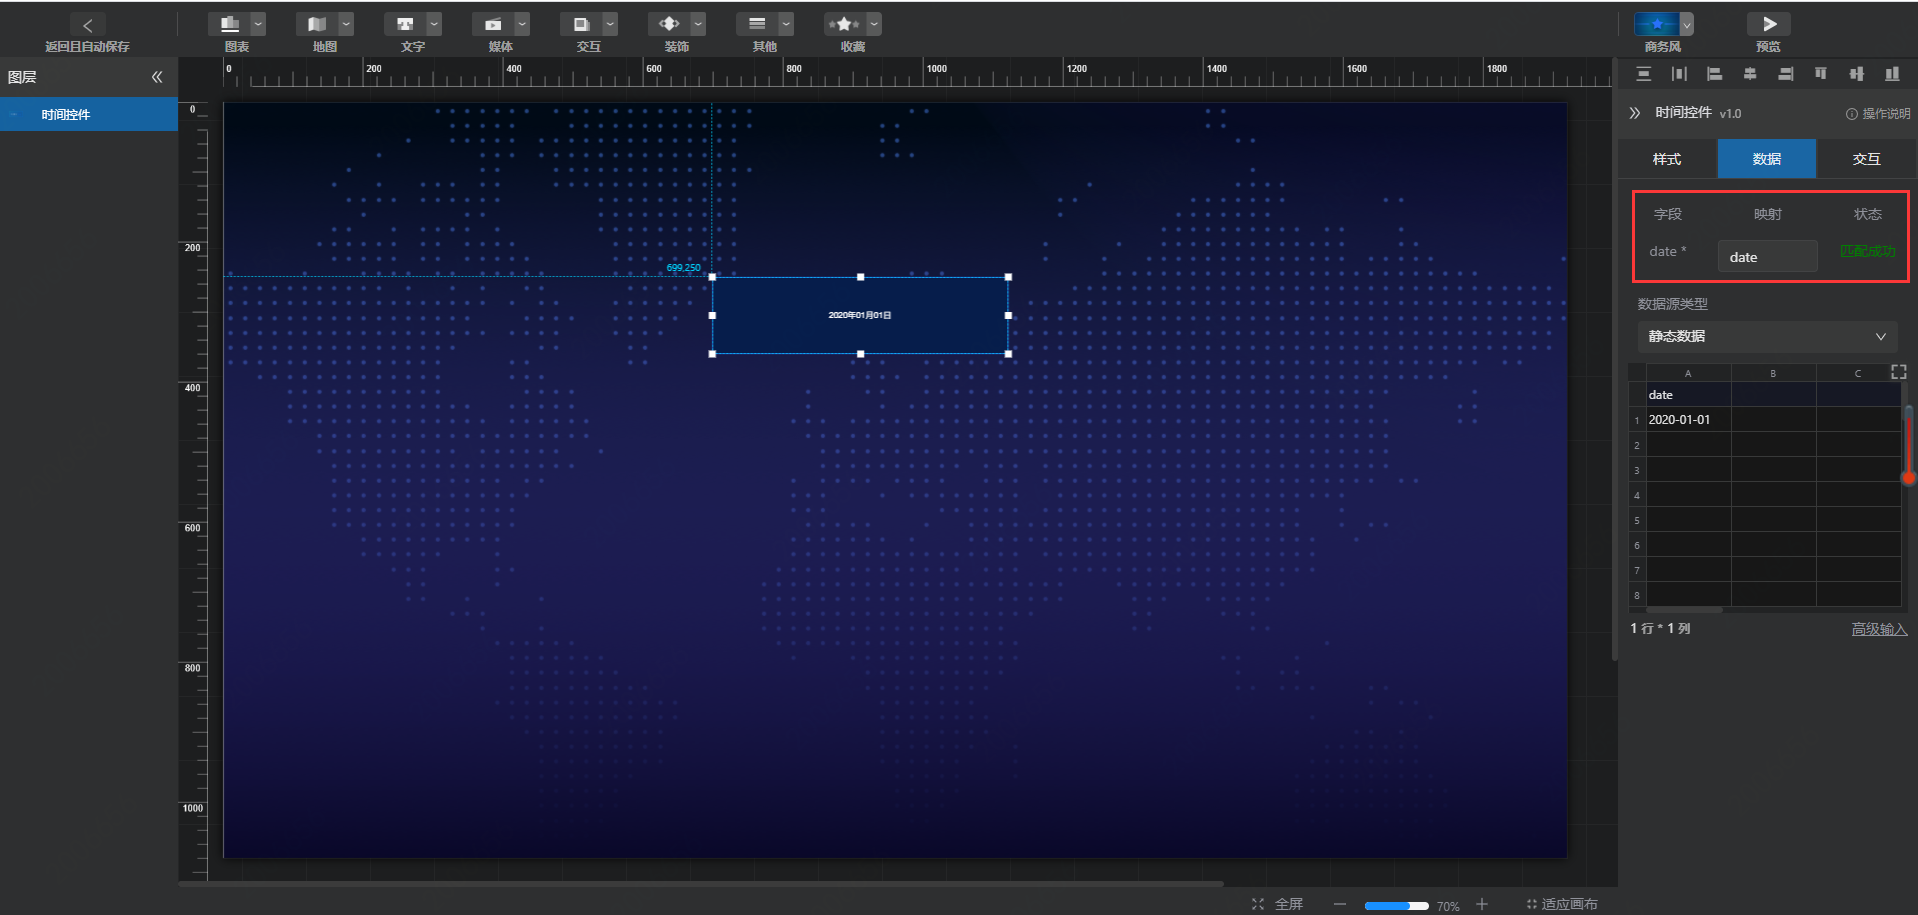 返回且自动保存
图表
地图
文字
媒体
交互
装饰
其他
收藏
商务风
预览
图层
时间控件
0
200
400
600
800
1000
1200
1400
1600
1800
0
200
400
600
800
1000
699,250
2020年01月01日
时间控件 v1.0
操作说明
样式
数据
交互
字段
映射
状态
date *
date
匹配成功
数据源类型
静态数据
A
B
C
date
1
2020-01-01
2
3
4
5
6
7
8
1 行 * 1 列
高级输入
全屏
70%
适应画布